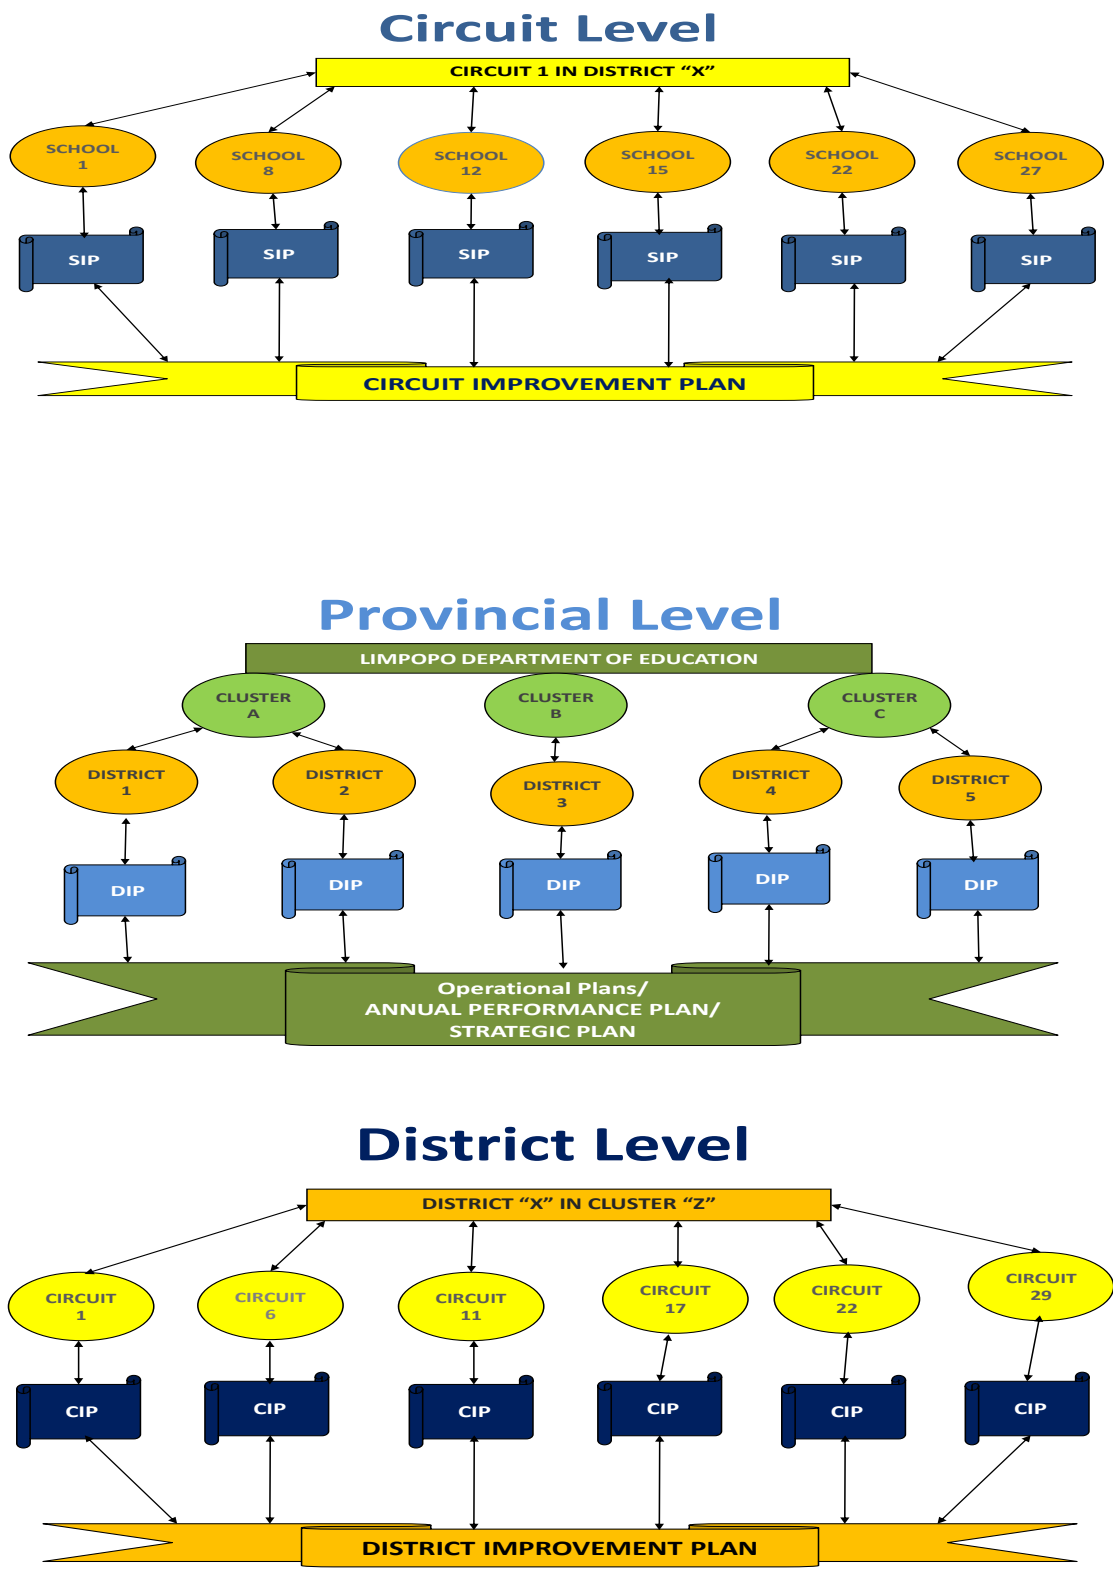 Circuit Level
CIRCUIT 1 IN DISTRICT “X”
SCHOOL
1
SCHOOL
8
SCHOOL
12
SCHOOL
15
SCHOOL
22
SCHOOL
27
SIP
SIP
SIP
SIP
SIP
SIP
CIRCUIT IMPROVEMENT PLAN
Provincial Level
LIMPOPO DEPARTMENT OF EDUCATION
CLUSTER
A
CLUSTER
B
CLUSTER
C
DISTRICT
1
DISTRICT
2
DISTRICT
3
DISTRICT
4
DISTRICT
5
DIP
DIP
DIP
DIP
DIP
Operational Plans/
ANNUAL PERFORMANCE PLAN/
STRATEGIC PLAN
District Level
DISTRICT “X” IN CLUSTER “Z”
CIRCUIT
1
CIRCUIT
6
CIRCUIT
11
CIRCUIT
17
CIRCUIT
22
CIRCUIT
29
CIP
CIP
CIP
CIP
CIP
CIP
DISTRICT IMPROVEMENT PLAN